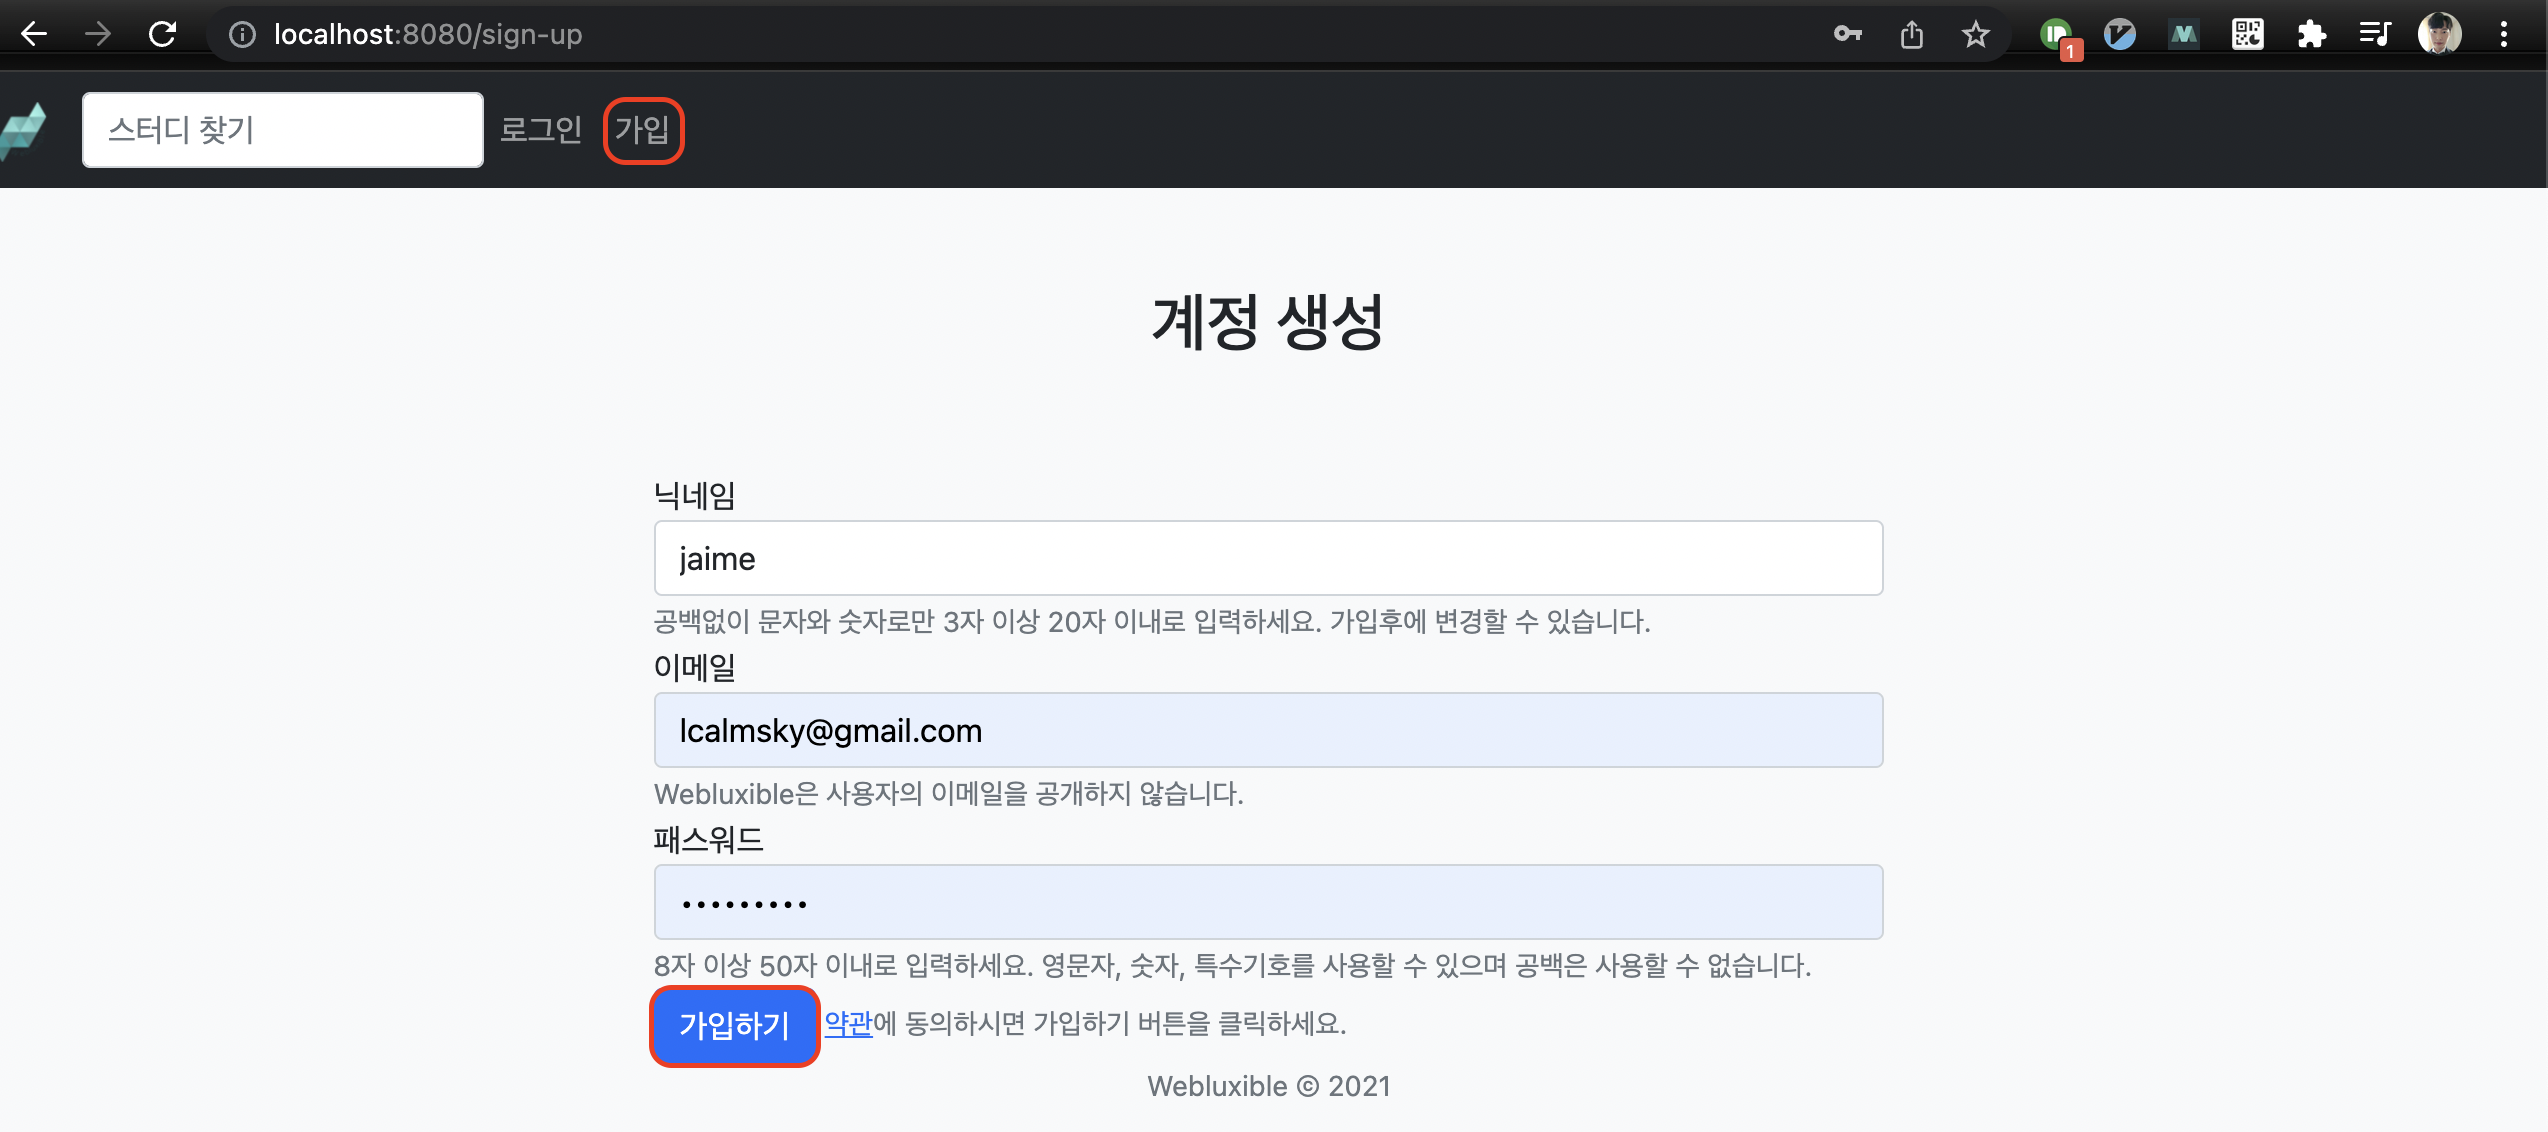 localhost:8080/sign-up
1
스터디 찾기 로그인 가입
계정 생성
닉네임
jaime
공백없이 문자와 숫자로만 3자 이상 20자 이내로 입력하세요. 가입후에 변경할 수 있습니다.
이메일
lcalmsky@gmail.com
Webluxible은 사용자의 이메일을 공개하지 않습니다.
패스워드
•••••••••
8자 이상 50자 이내로 입력하세요. 영문자, 숫자, 특수기호를 사용할 수 있으며 공백은 사용할 수 없습니다.
가입하기 약관에 동의하시면 가입하기 버튼을 클릭하세요.
Webluxible © 2021